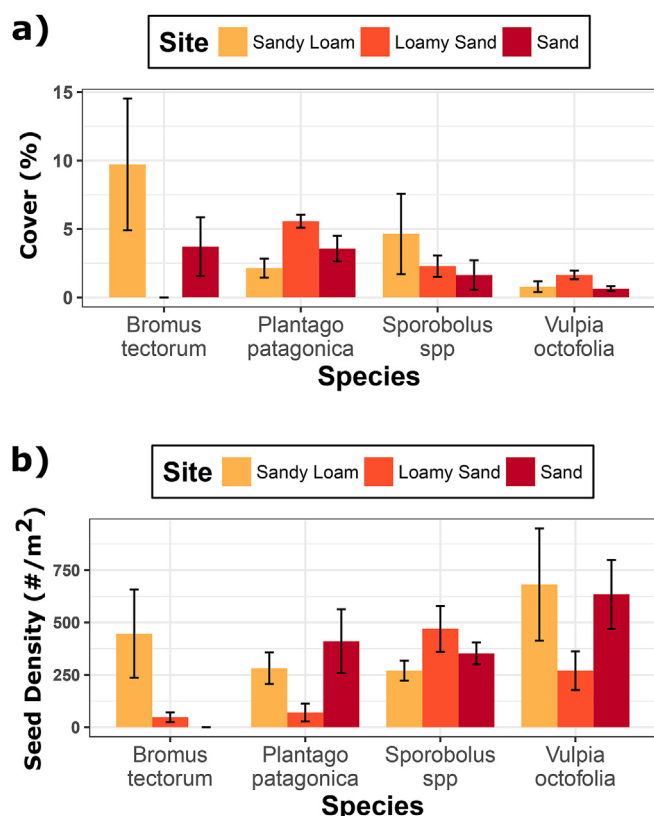 a)
Site Sandy Loam Loamy Sand Sand
15
10
5
0
Cover (%)
Bromus tectorum
Plantago patagonica
Sporobolus spp
Vulpia octofolia
Species
b)
Site Sandy Loam Loamy Sand Sand
750
500
250
0
Seed Density (#/m²)
Bromus tectorum
Plantago patagonica
Sporobolus spp
Vulpia octofolia
Species